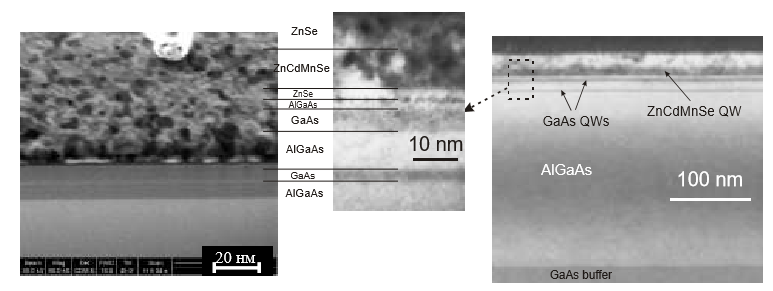 ZnSe
ZnCdMnSe
ZnSe
AlGaAs
GaAs
AlGaAs
GaAs
AlGaAs
20 нм
10 nm
GaAs QWs
ZnCdMnSe QW
AlGaAs
100 nm
GaAs buffer